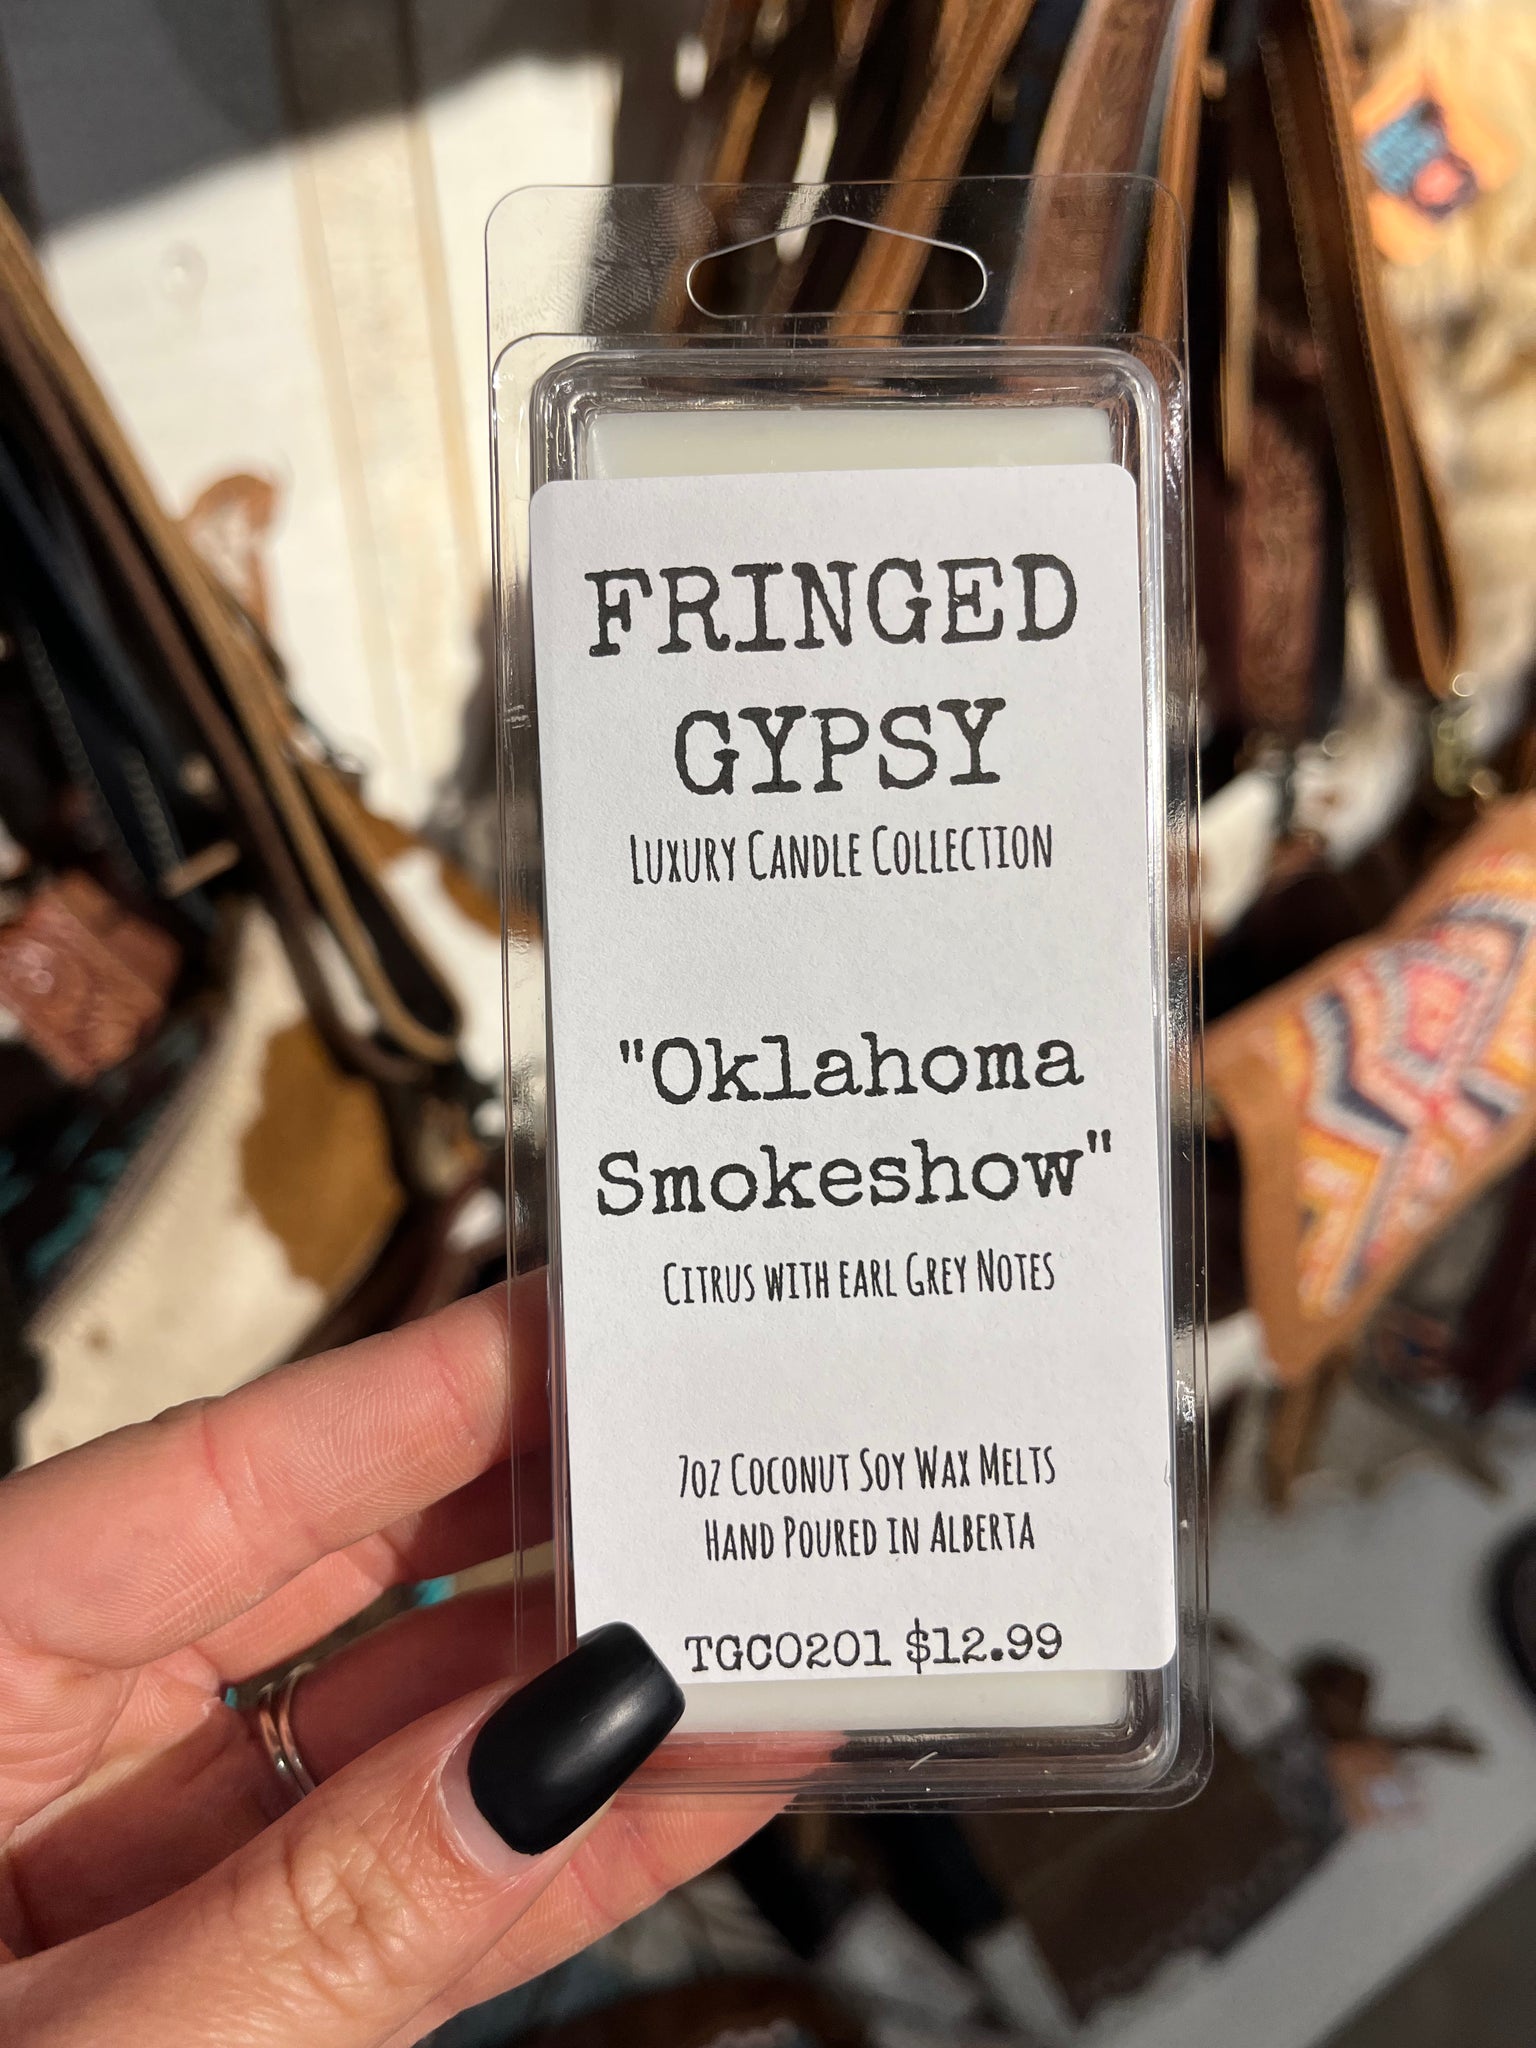 FRINGED
GYPSY
LUXURY CANDLE COLLECTION
"Oklahoma
Smokeshow"
CITRUS WITH EARL GREY NOTES
7OZ COCONUT SOY WAX MELTS
HAND POURED IN ALBERTA
TGC0201 $12.99